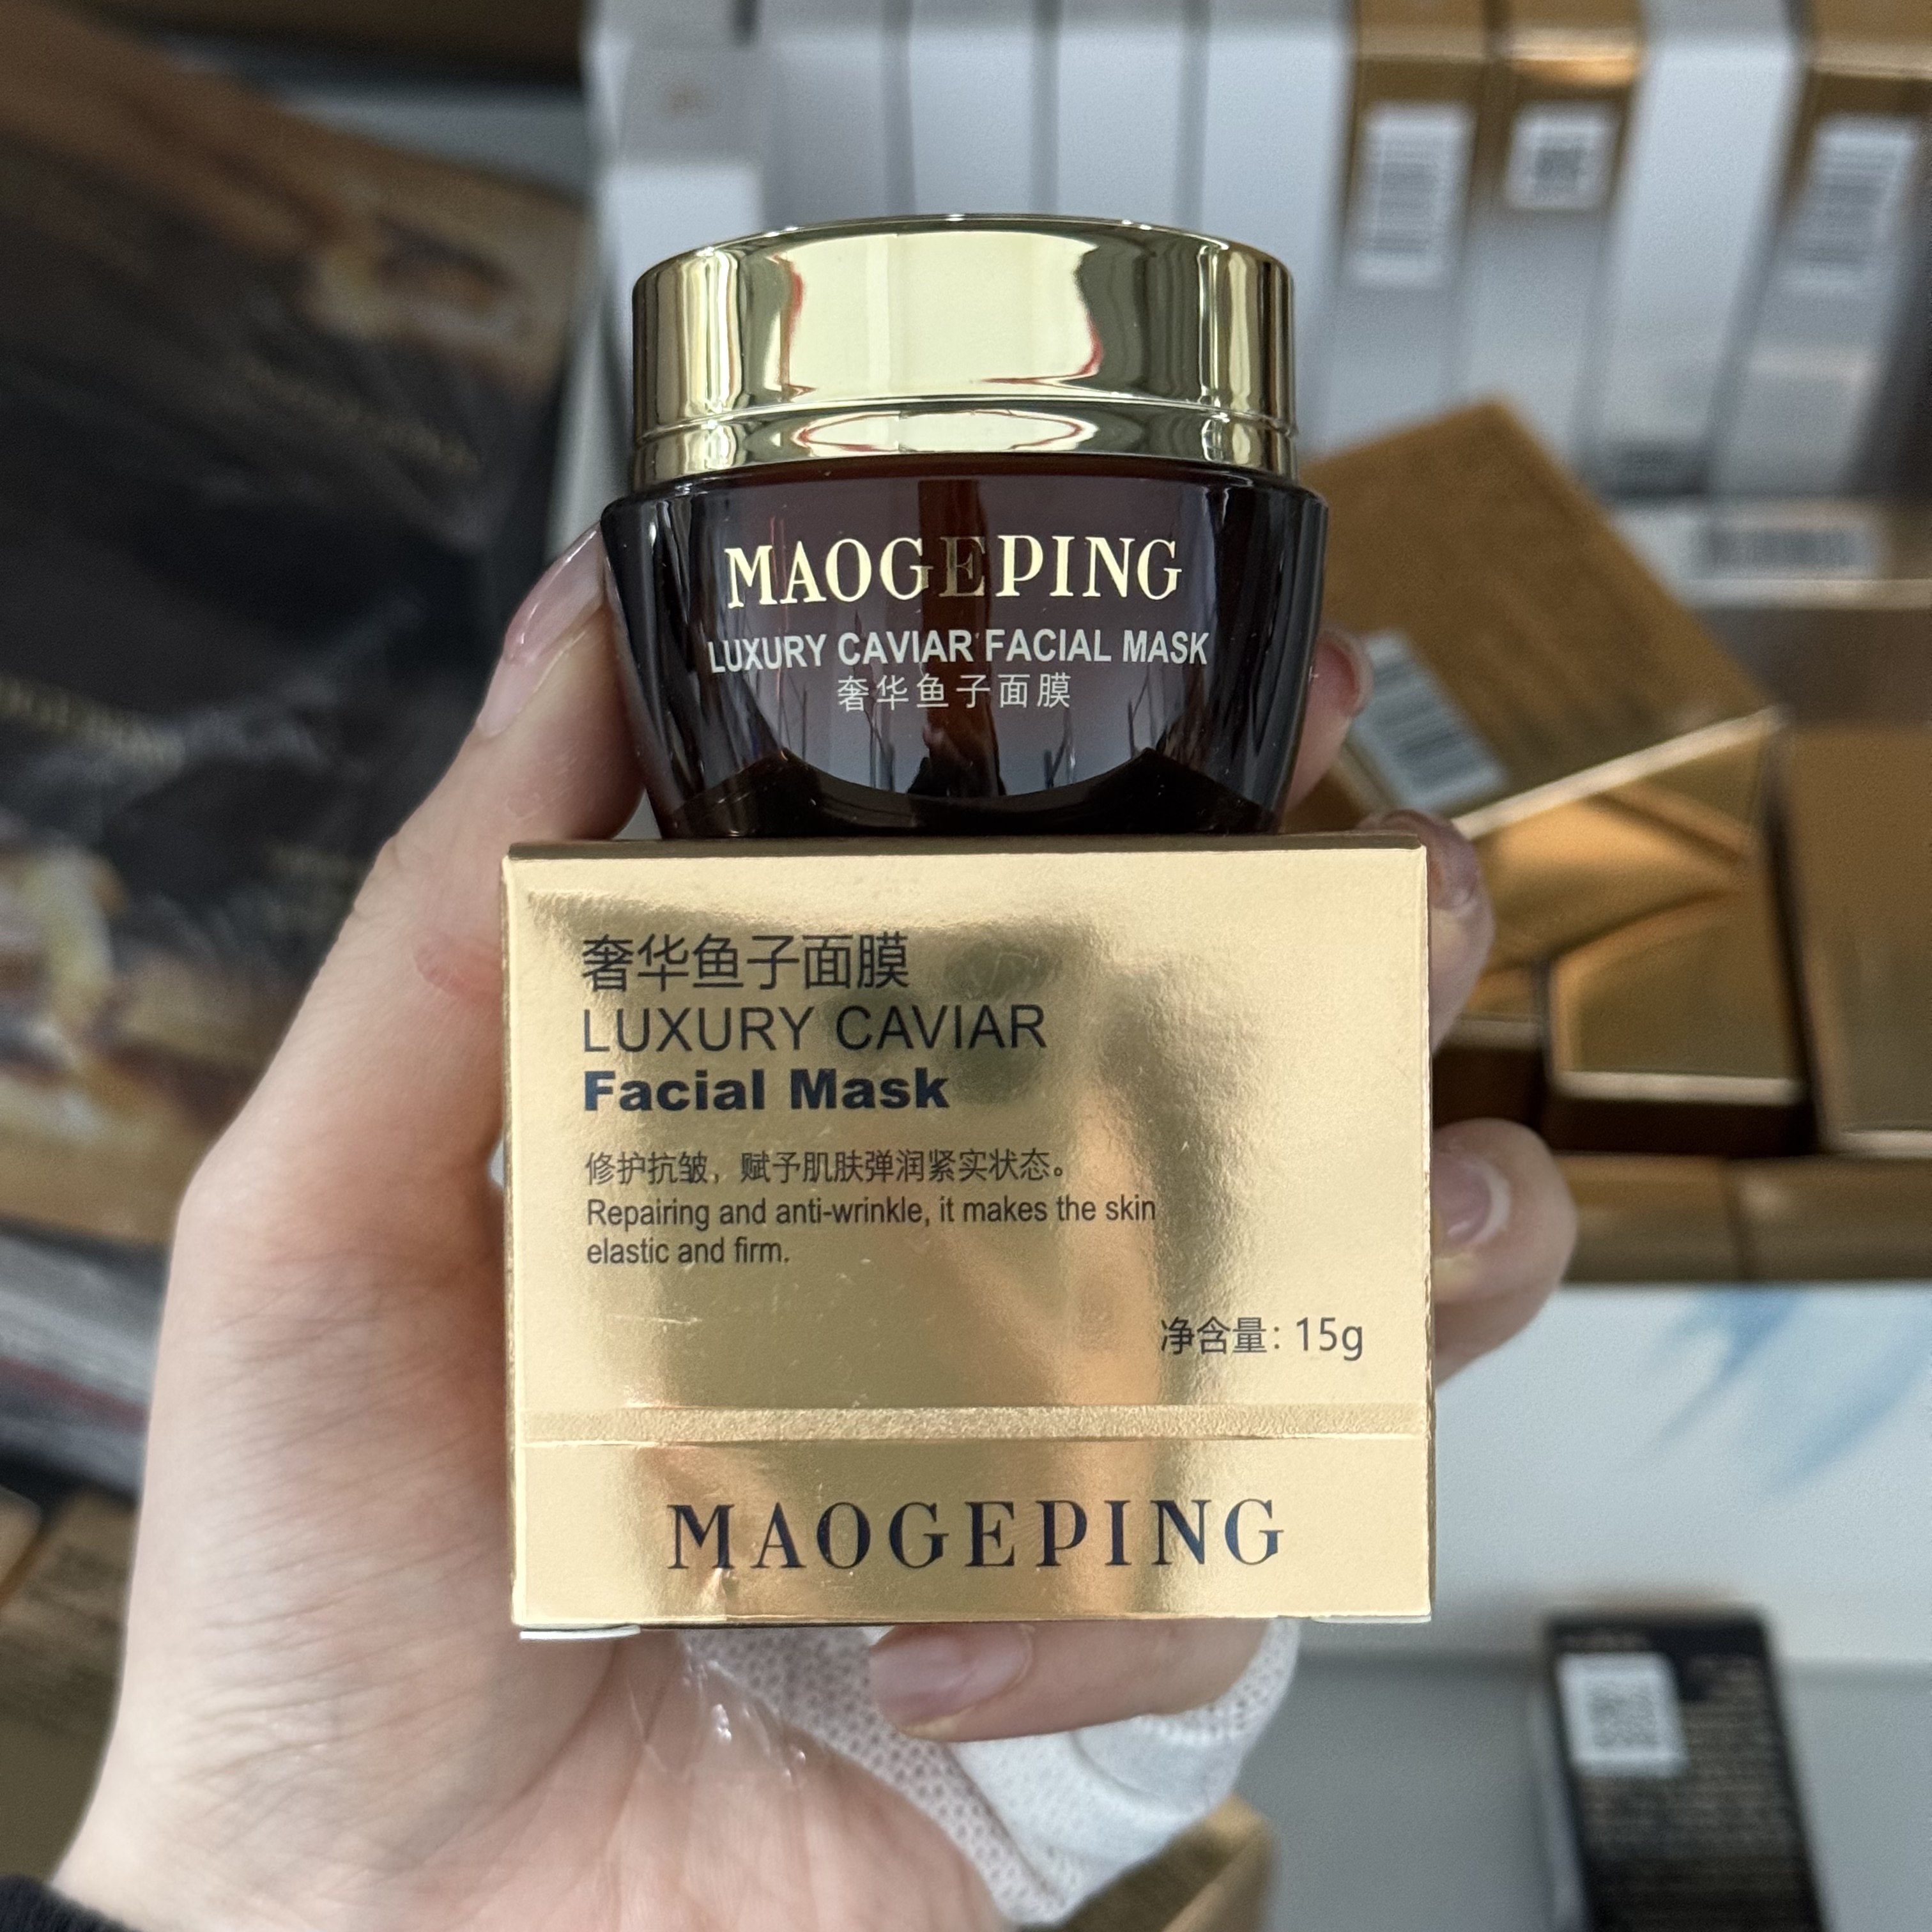 MAOGEPING
LUXURY CAVIAR FACIAL MASK
奢华鱼子面膜
奢华鱼子面膜
LUXURY CAVIAR
Facial Mask
修护抗皱，赋予肌肤弹润紧实状态。
Repairing and anti-wrinkle, it makes the skin
elastic and firm.
净含量：15g
MAOGEPING